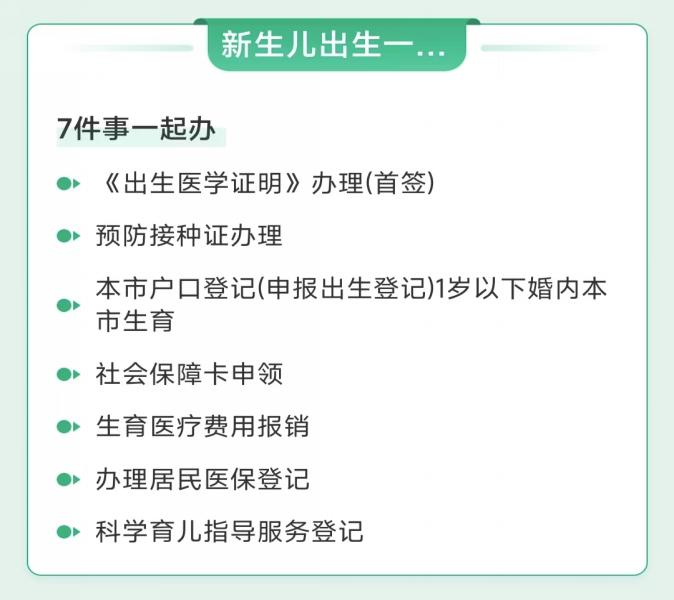 新生儿出生一...
7件事一起办
《出生医学证明》办理(首签)
预防接种证办理
本市户口登记(申报出生登记)1岁以下婚内本
市生育
社会保障卡申领
生育医疗费用报销
办理居民医保登记
科学育儿指导服务登记